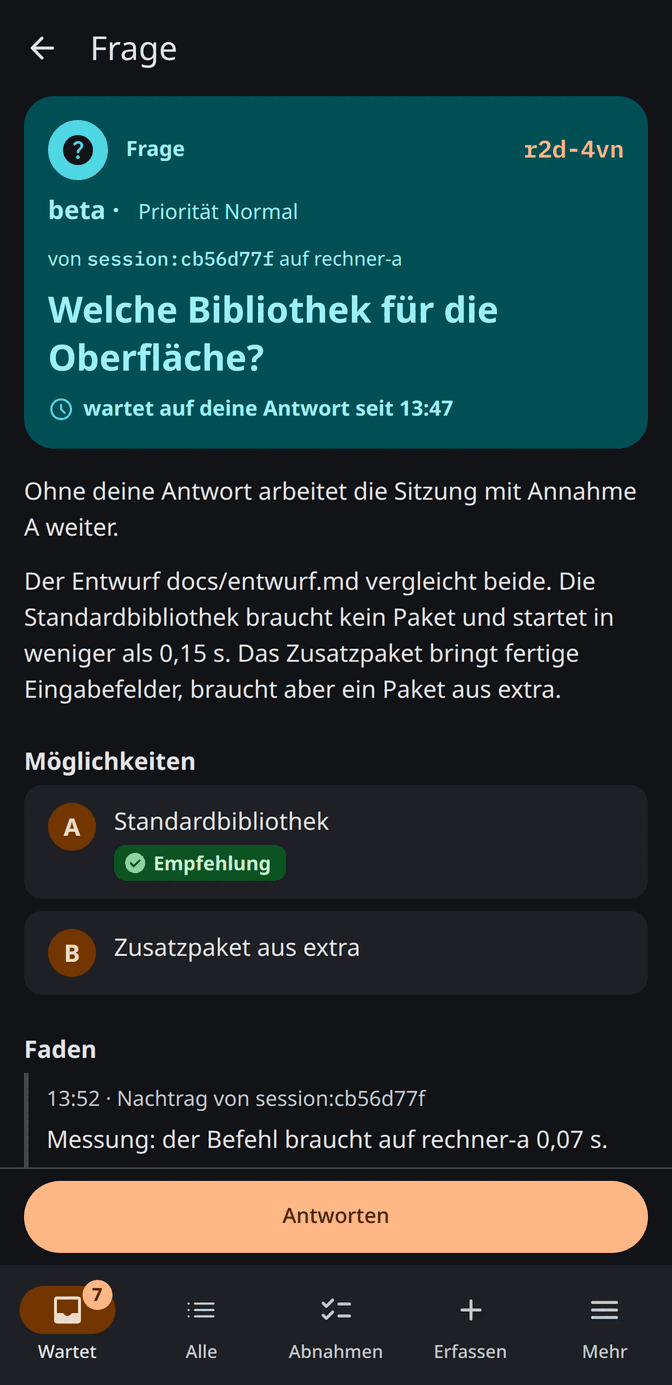 Frage
Frage
r2d-4vn
beta · Priorität Normal
von session:cb56d77f auf rechner-a
Welche Bibliothek für die
Oberfläche?
wartet auf deine Antwort seit 13:47
Ohne deine Antwort arbeitet die Sitzung mit Annahme
A weiter.
Der Entwurf docs/entwurf.md vergleicht beide. Die
Standardbibliothek braucht kein Paket und startet in
weniger als 0,15 s. Das Zusatzpaket bringt fertige
Eingabefelder, braucht aber ein Paket aus extra.
Möglichkeiten
A
Standardbibliothek
Empfehlung
B
Zusatzpaket aus extra
Faden
13:52 · Nachtrag von session:cb56d77f
Messung: der Befehl braucht auf rechner-a 0,07 s.
Antworten
7
Wartet
Alle
Abnahmen
Erfassen
Mehr